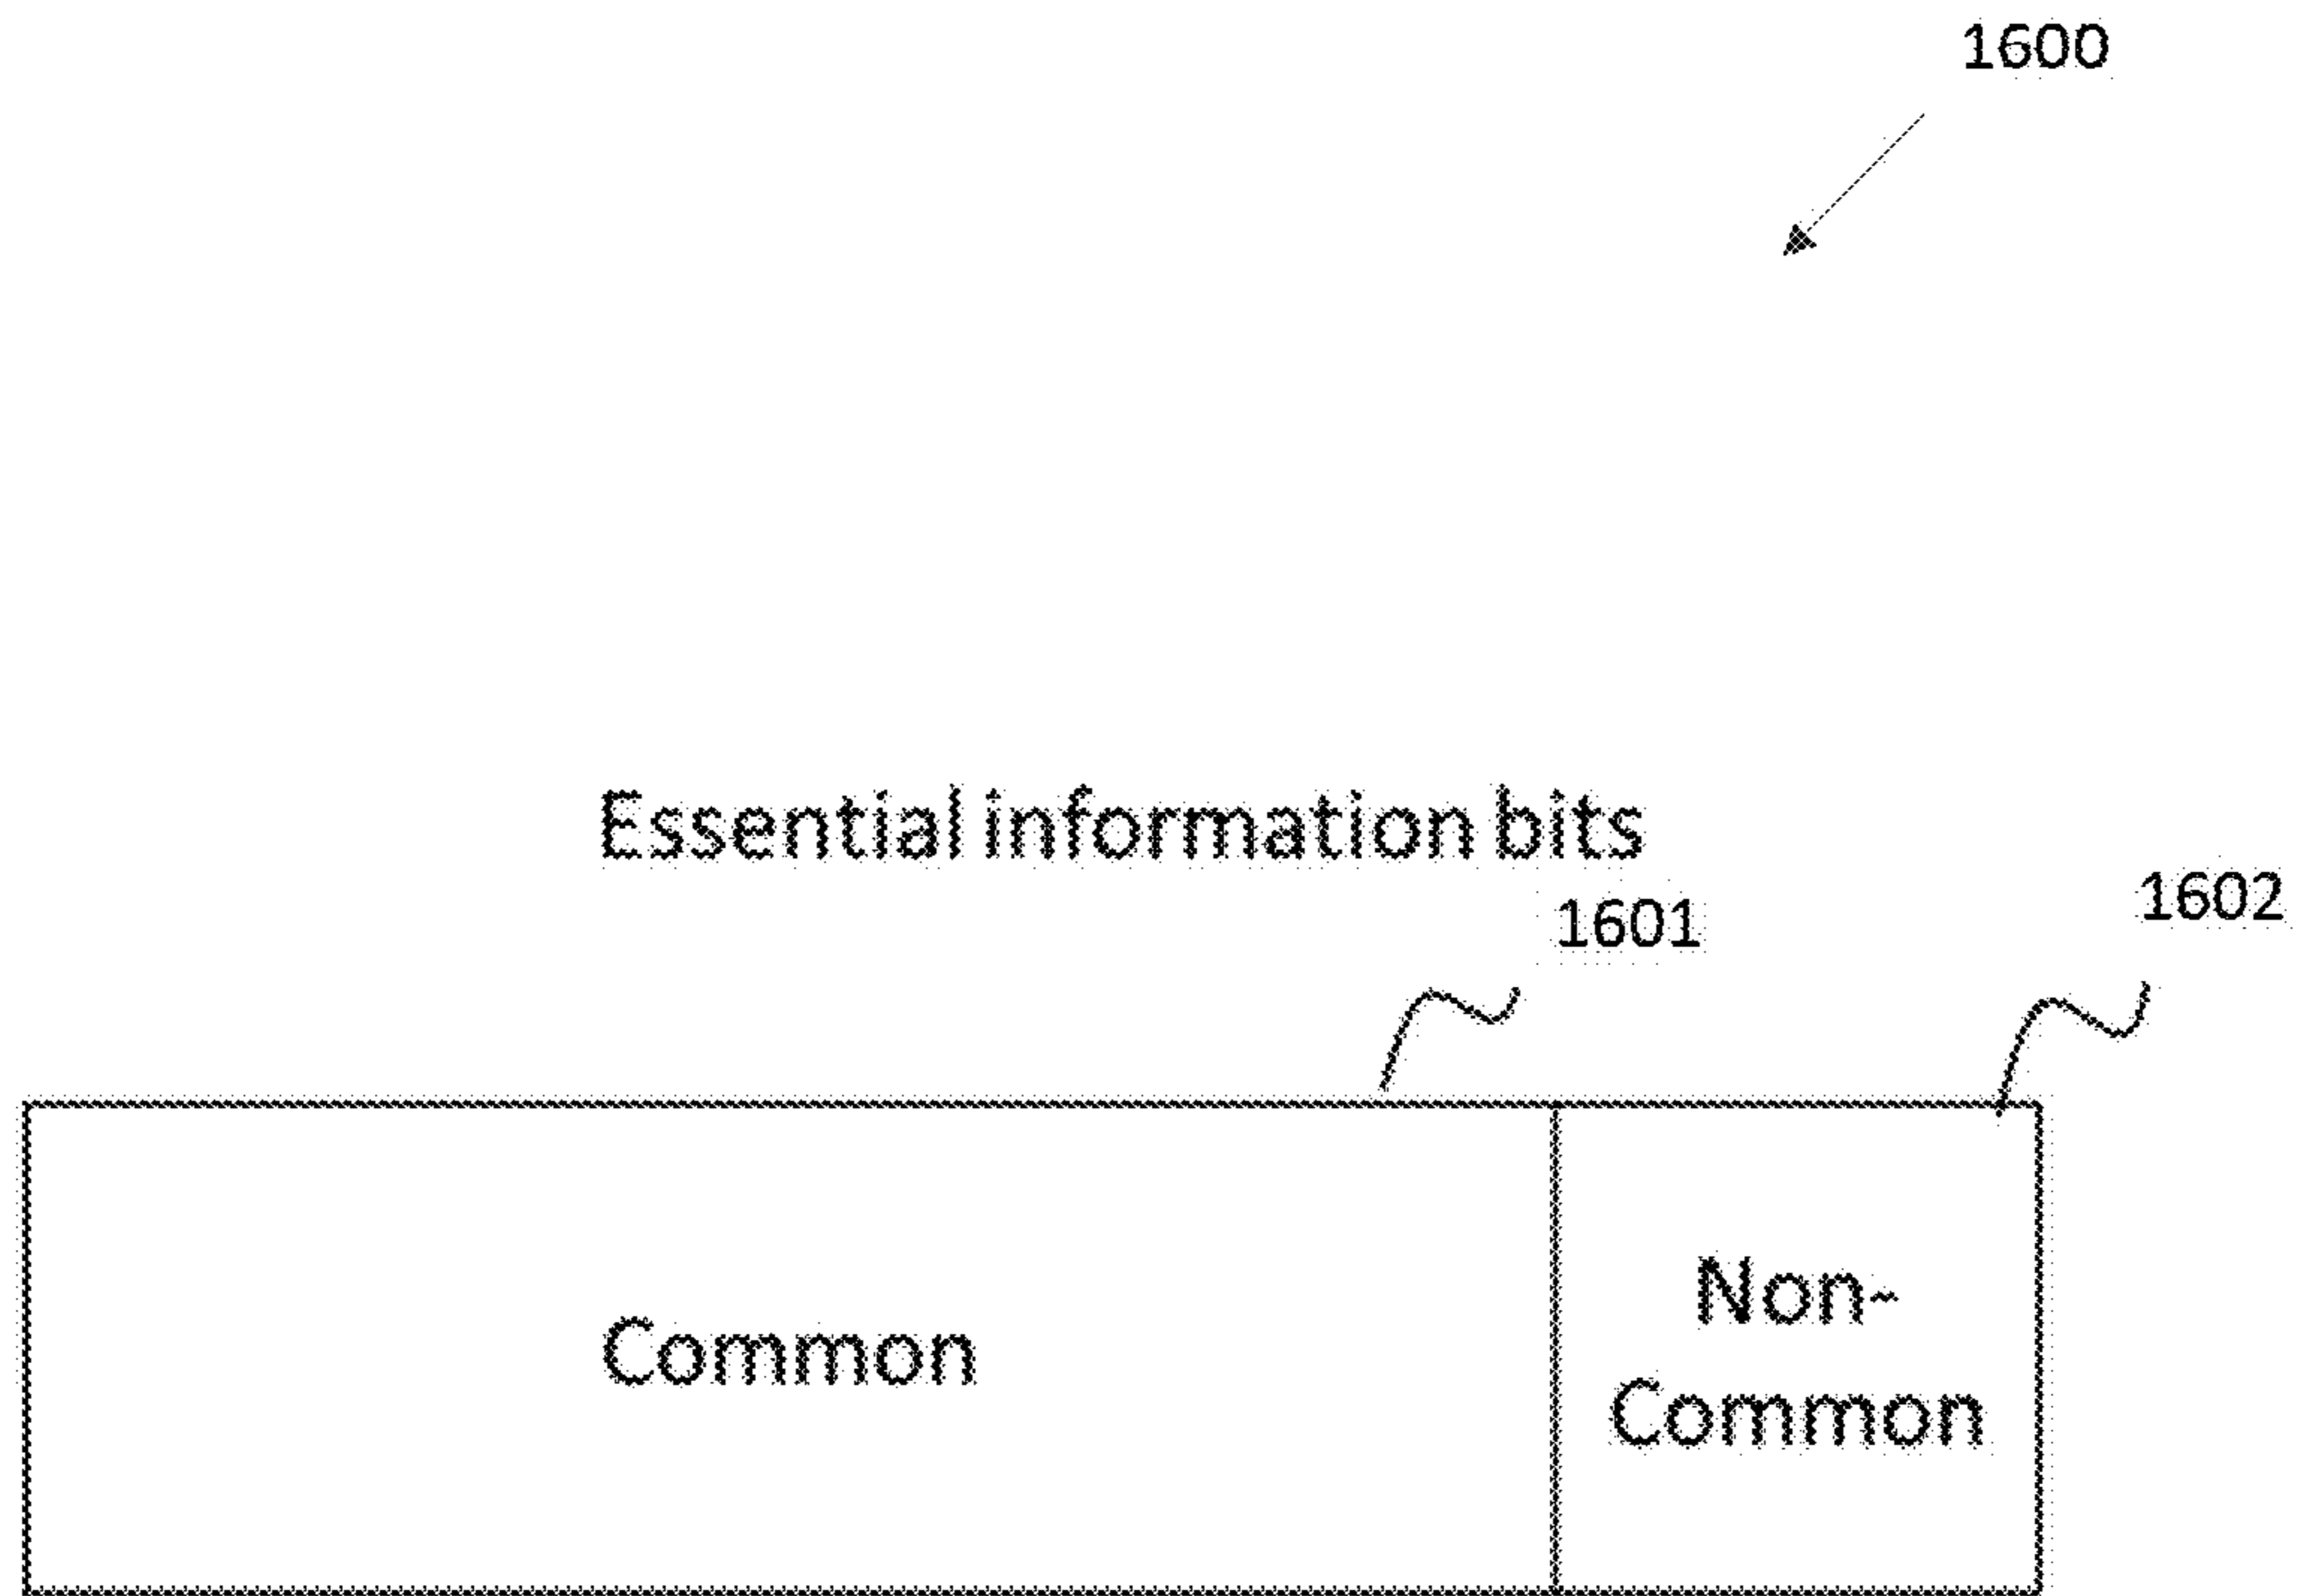 1600
Essential information bits
1601
1602
Common
Non-
Common